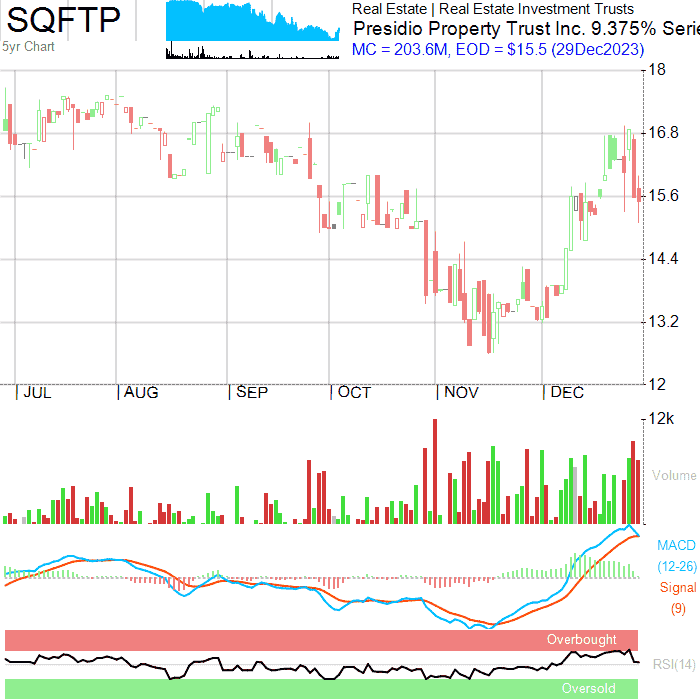 SQFTP
5yr Chart
Real Estate | Real Estate Investment Trusts
Presidio Property Trust Inc. 9.375% Serie
MC = 203.6M, EOD = $15.5 (29Dec2023)
18
16.8
15.6
14.4
13.2
12
JUL AUG SEP OCT NOV DEC
12k
Volume
MACD
(12-26)
Signal
(9)
Overbought
RSI(14)
Oversold